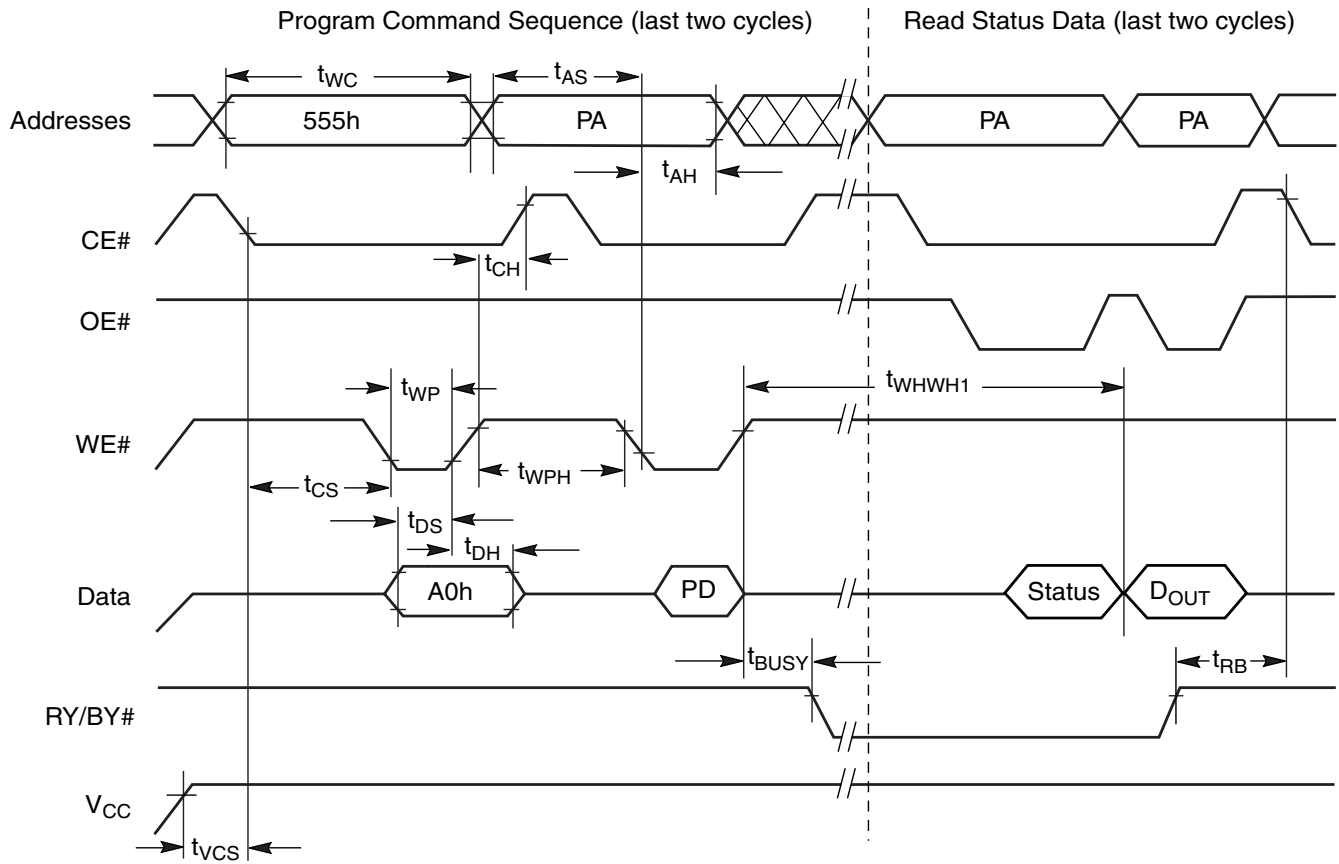 Program Command Sequence (last two cycles)
Read Status Data (last two cycles)
tWC
tAS
Addresses
555h
PA
PA
PA
tAH
CE#
tCH
OE#
tWP
tWHWH1
WE#
tCS
tWPH
tDS
tDH
Data
A0h
PD
Status
DOUT
tBUSY
tRB
RY/BY#
VCC
tVCS